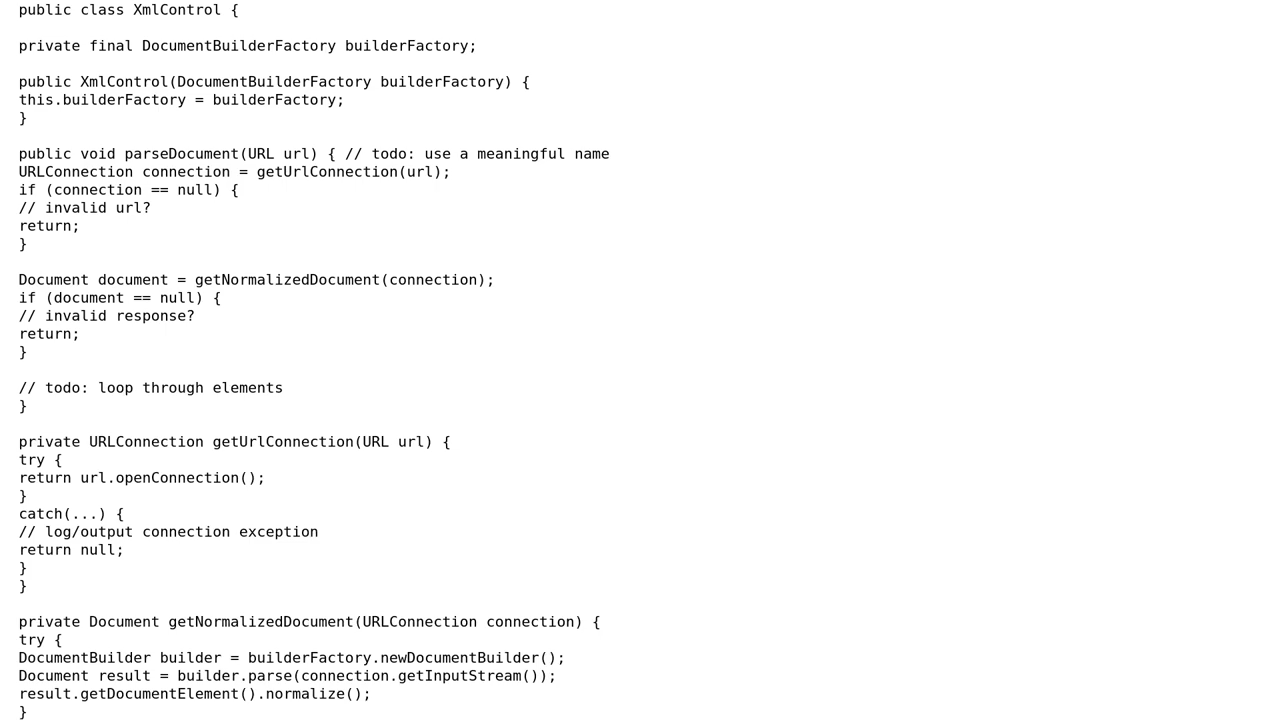 public class XmlControl {
private final DocumentBuilderFactory builderFactory;
public XmlControl(DocumentBuilderFactory builderFactory) {
this.builderFactory = builderFactory;
}
public void parseDocument(URL url) { // todo: use a meaningful name
URLConnection connection = getUrlConnection(url);
if (connection == null) {
// invalid url?
return;
}
Document document = getNormalizedDocument(connection);
if (document == null) {
// invalid response?
return;
}
// todo: loop through elements
}
private URLConnection getUrlConnection(URL url) {
try {
return url.openConnection();
}
catch(...) {
// log/output connection exception
return null;
}
}
private Document getNormalizedDocument(URLConnection connection) {
try {
DocumentBuilder builder = builderFactory.newDocumentBuilder();
Document result = builder.parse(connection.getInputStream());
result.getDocumentElement().normalize();
}